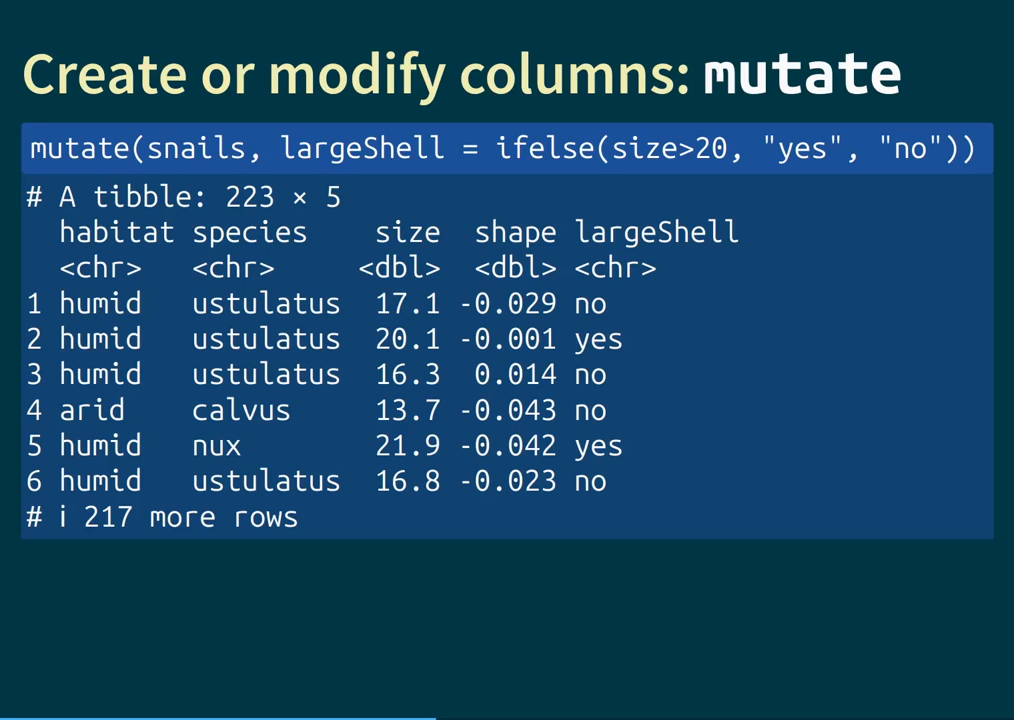 Create or modify columns: mutate
mutate(snails, largeShell = ifelse(size>20, "yes", "no"))
# A tibble: 223 × 5
  habitat species    size  shape largeShell
  <chr>   <chr>     <dbl>  <dbl> <chr>
1 humid   ustulatus  17.1 -0.029 no
2 humid   ustulatus  20.1 -0.001 yes
3 humid   ustulatus  16.3  0.014 no
4 arid    calvus     13.7 -0.043 no
5 humid   nux        21.9 -0.042 yes
6 humid   ustulatus  16.8 -0.023 no
# i 217 more rows